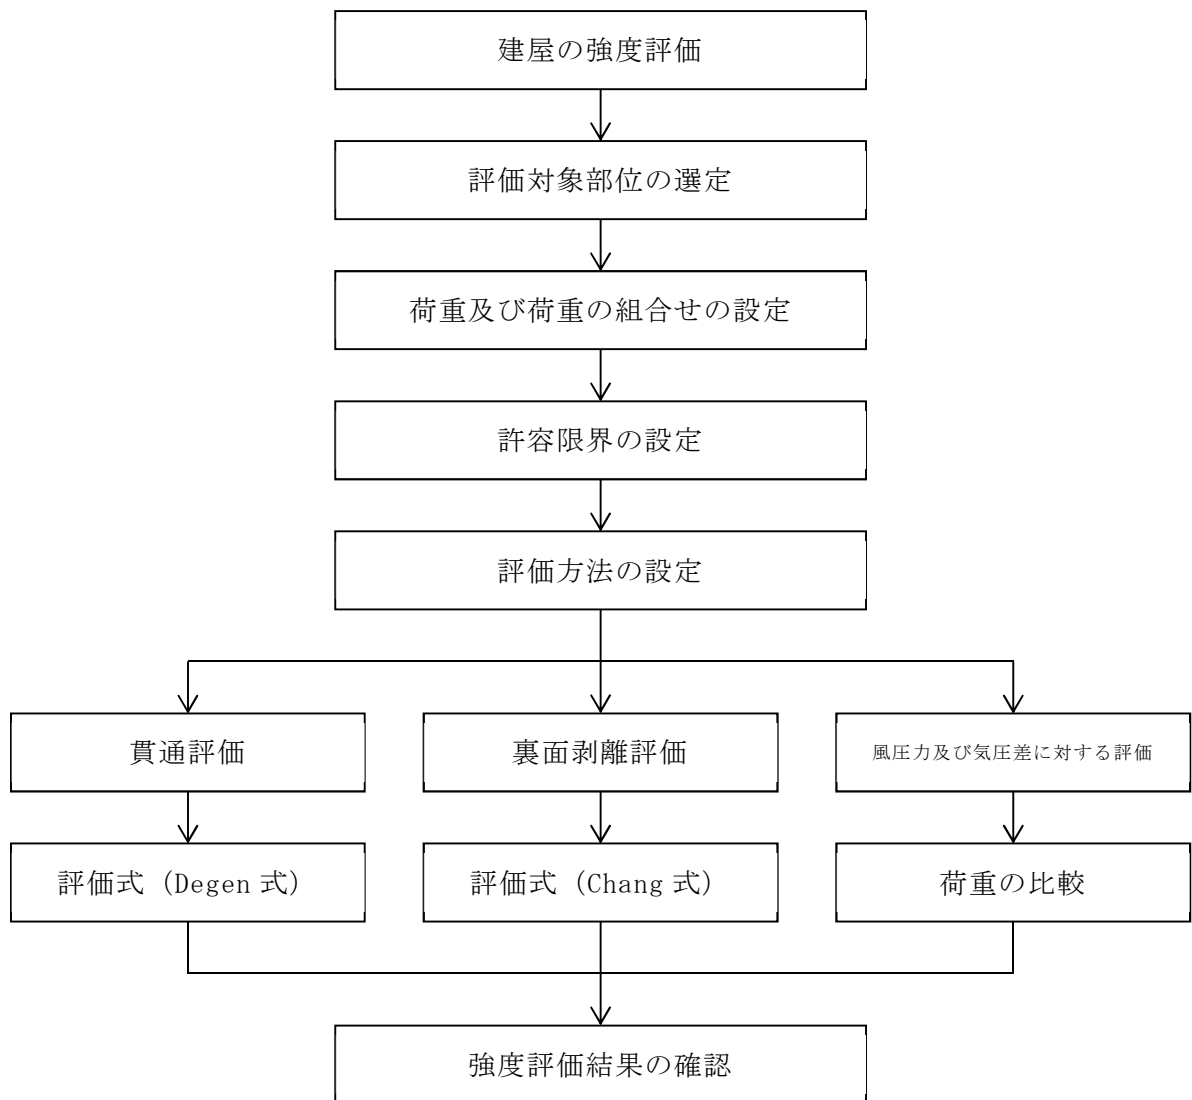 建屋の強度評価
評価対象部位の選定
荷重及び荷重の組合せの設定
許容限界の設定
評価方法の設定
貫通評価
裏面剥離評価
風圧力及び気圧差に対する評価
評価式（Degen 式）
評価式（Chang 式）
荷重の比較
強度評価結果の確認